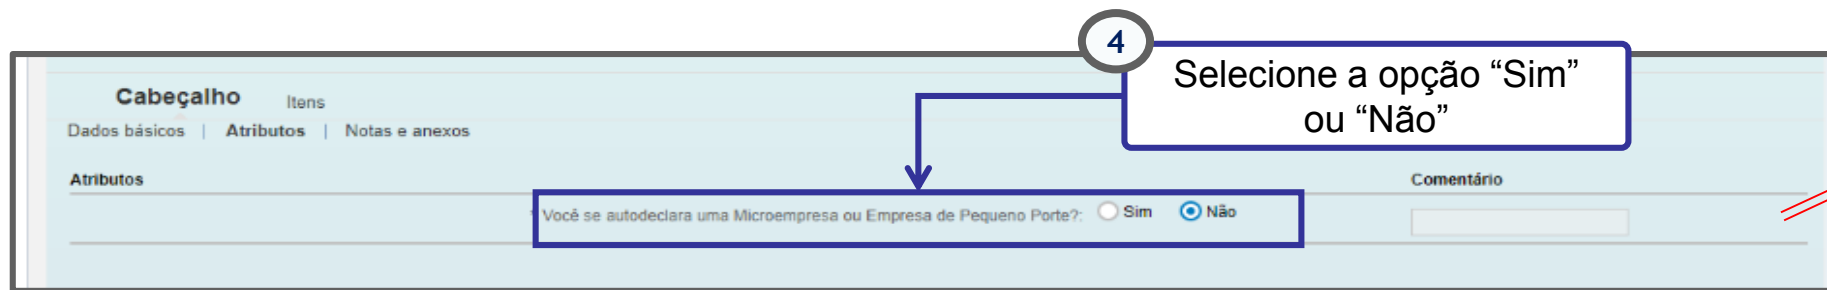 4
Selecione a opção “Sim”
ou “Não”
Cabeçalho Itens
Dados básicos | Atributos | Notas e anexos
Atributos Comentário
* Você se autodeclara uma Microempresa ou Empresa de Pequeno Porte?: Sim Não